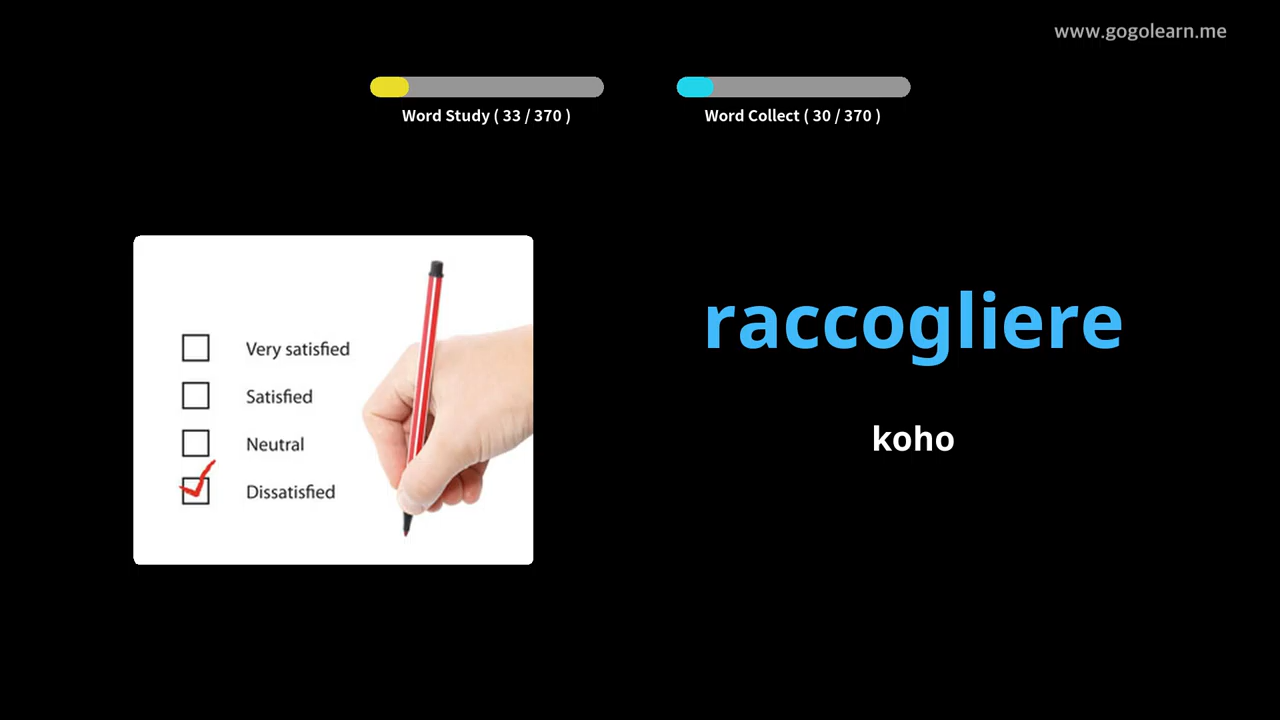 www.gogolearn.me
Word Study ( 33 / 370 )
Word Collect ( 30 / 370 )
Very satisfied
Satisfied
Neutral
Dissatisfied
raccogliere
koho